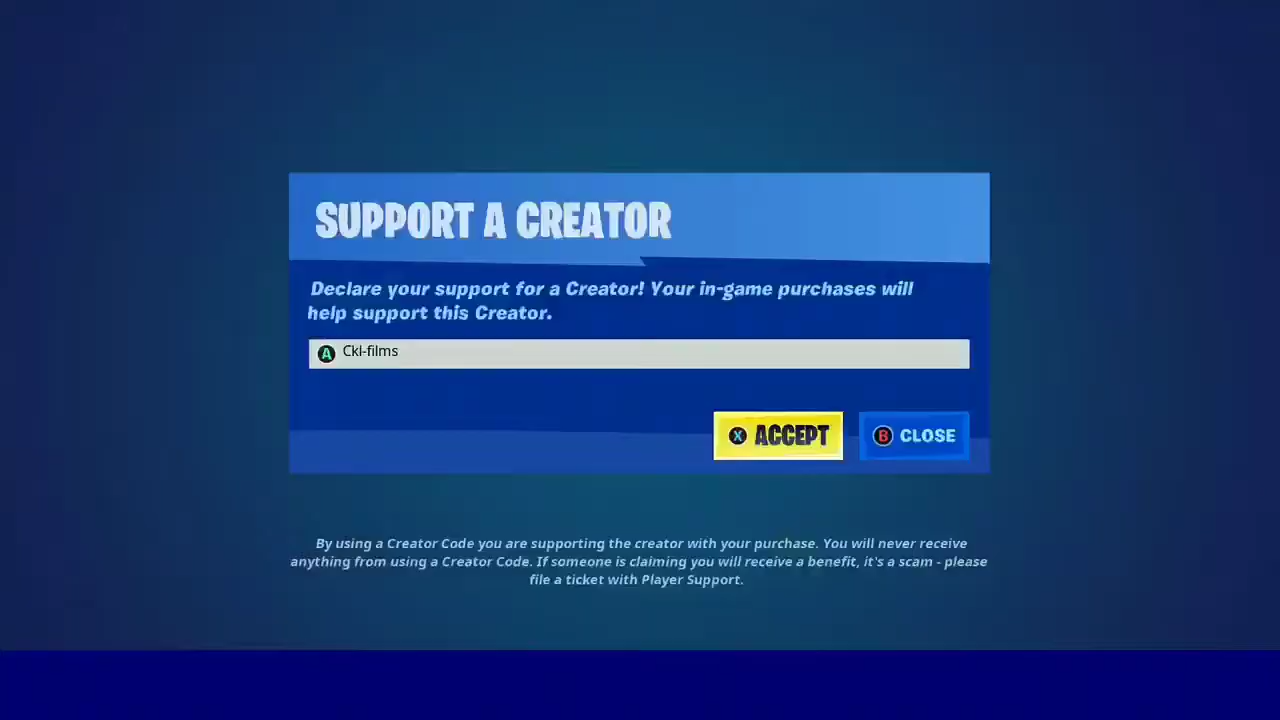 SUPPORT A CREATOR
Declare your support for a Creator! Your in-game purchases will
help support this Creator.
A Ckl-films
X ACCEPT B CLOSE
By using a Creator Code you are supporting the creator with your purchase. You will never receive
anything from using a Creator Code. If someone is claiming you will receive a benefit, it's a scam - please
file a ticket with Player Support.